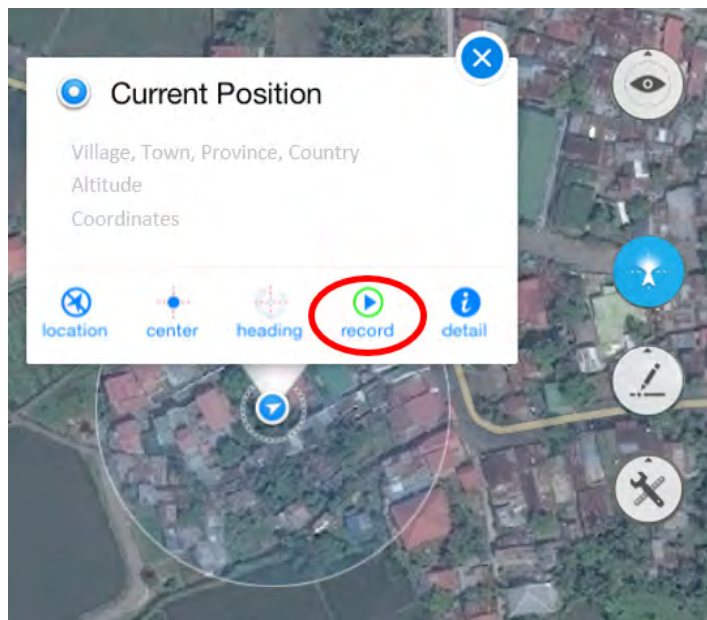 Current Position
Village, Town, Province, Country
Altitude
Coordinates
location center heading record detail